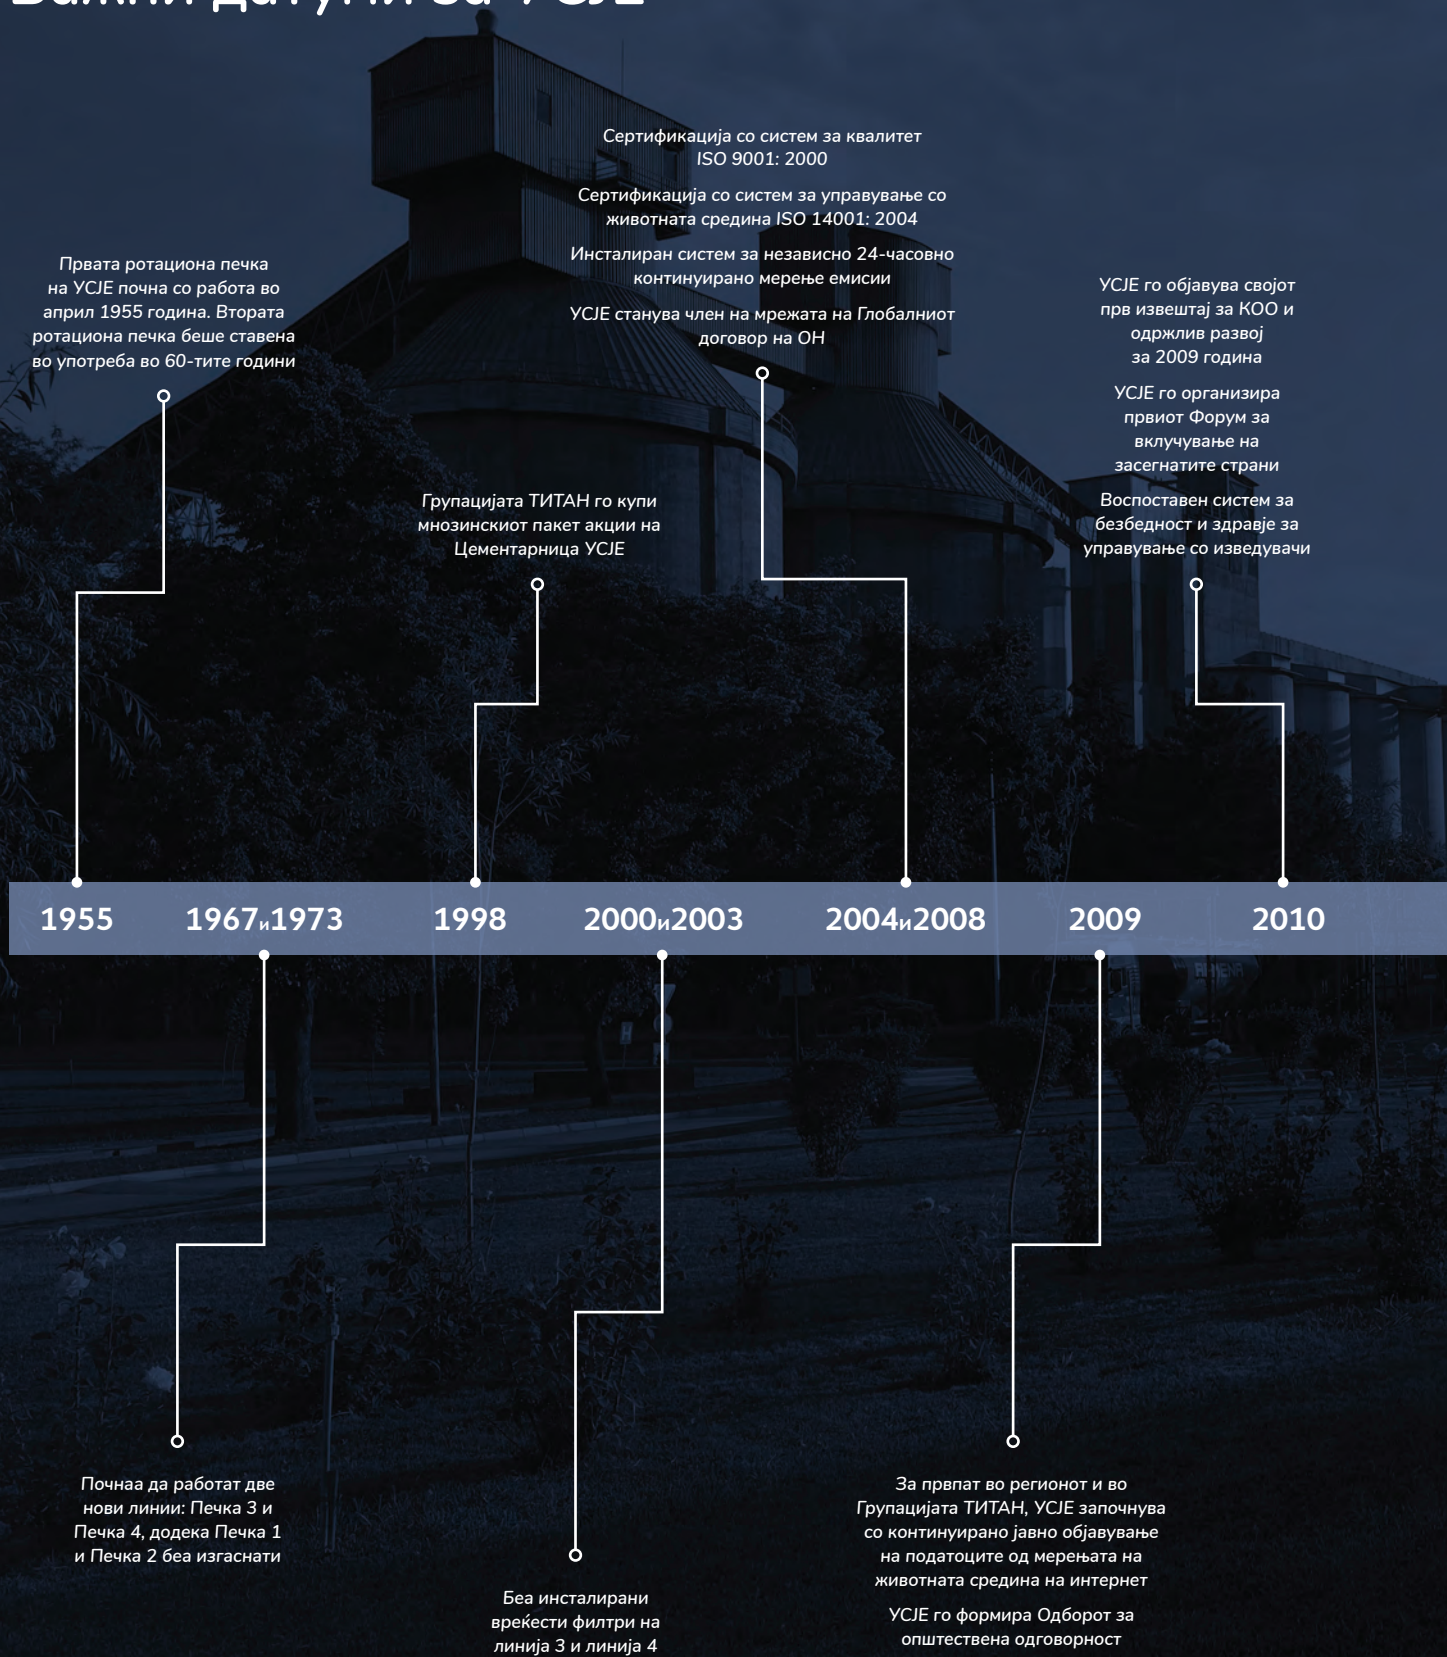 Важни датуми за УСЈЕ
Сертификација со систем за квалитет
ISO 9001: 2000
Сертификација со систем за управување со
животната средина ISO 14001: 2004
Инсталиран систем за независно 24-часовно
континуирано мерење емисии
УСЈЕ станува член на мрежата на Глобалниот
договор на ОН
Првата ротациона печка
на УСЈЕ почна со работа во
април 1955 година. Втората
ротациона печка беше ставена
во употреба во 60-тите години
УСЈЕ го објавува својот
прв извештај за КОО и
одржлив развој
за 2009 година
УСЈЕ го организира
првиот Форум за
вклучување на
засегнатите страни
Воспоставен систем за
безбедност и здравје за
управување со изведувачи
Групацијата ТИТАН го купи
мнозинскиот пакет акции на
Цементарница УСЈЕ
1955 1967и1973 1998 2000и2003 2004и2008 2009 2010
Почнаа да работат две
нови линии: Печка 3 и
Печка 4, додека Печка 1
и Печка 2 беа изгаснати
Беа инсталирани
вреќести филтри на
линија 3 и линија 4
За првпат во регионот и во
Групацијата ТИТАН, УСЈЕ започнува
со континуирано јавно објавување
на податоците од мерењата на
животната средина на интернет
УСЈЕ го формира Одборот за
општествена одговорност